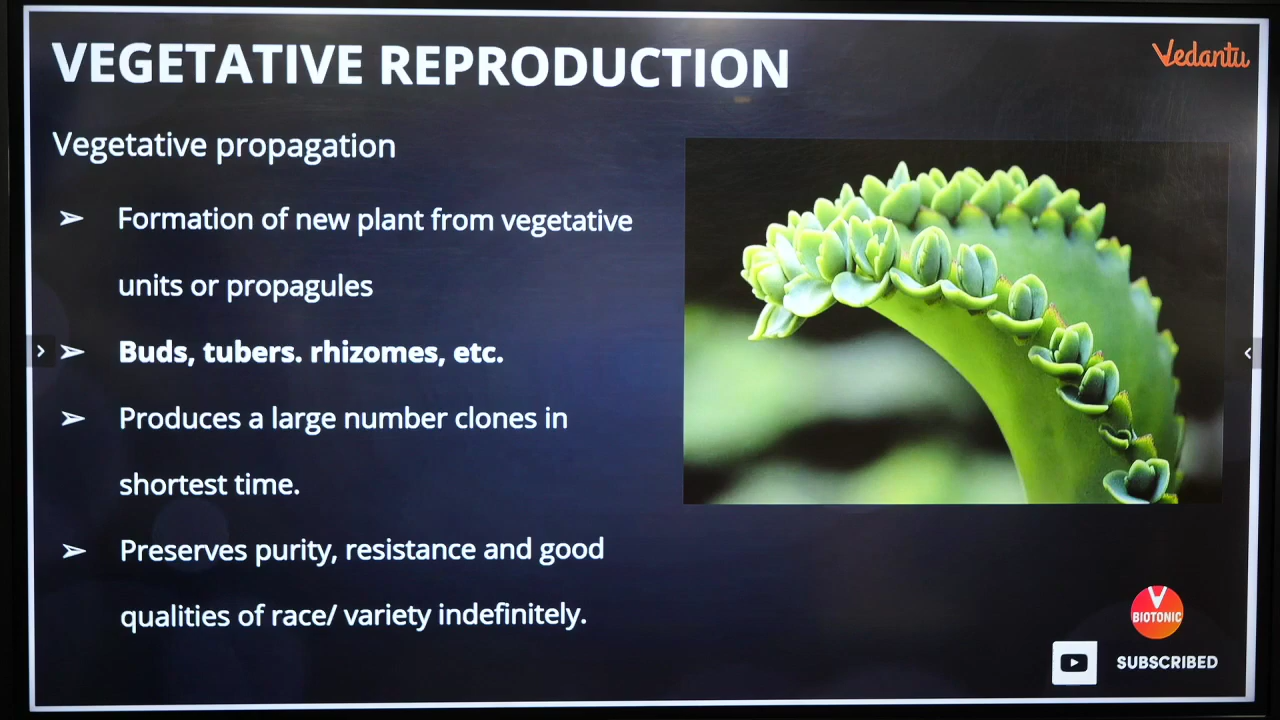 VEGETATIVE REPRODUCTION
Vedantu
Vegetative propagation
➢ Formation of new plant from vegetative
units or propagules
➢ Buds, tubers. rhizomes, etc.
➢ Produces a large number clones in
shortest time.
➢ Preserves purity, resistance and good
qualities of race/ variety indefinitely.
BIOTONIC
SUBSCRIBED